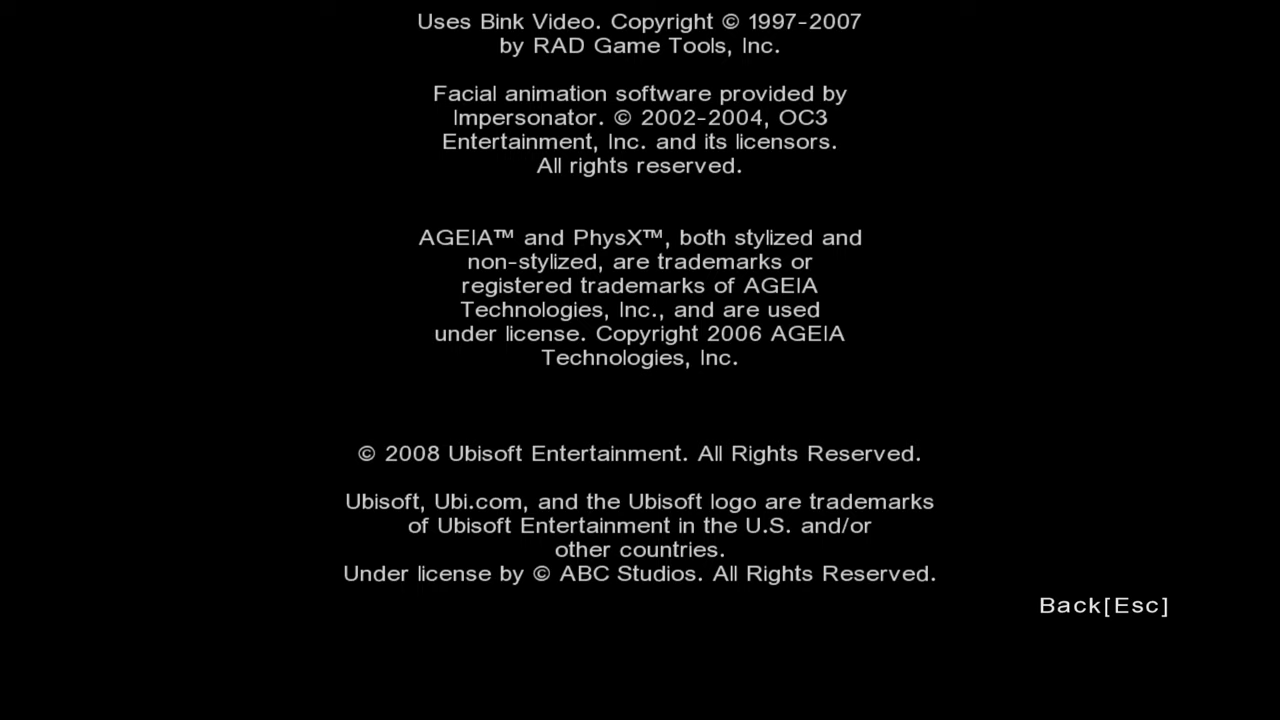 Uses Bink Video. Copyright © 1997-2007
by RAD Game Tools, Inc.
Facial animation software provided by
Impersonator. © 2002-2004, OC3
Entertainment, Inc. and its licensors.
All rights reserved.
AGEIA™ and PhysX™, both stylized and
non-stylized, are trademarks or
registered trademarks of AGEIA
Technologies, Inc., and are used
under license. Copyright 2006 AGEIA
Technologies, Inc.
© 2008 Ubisoft Entertainment. All Rights Reserved.
Ubisoft, Ubi.com, and the Ubisoft logo are trademarks
of Ubisoft Entertainment in the U.S. and/or
other countries.
Under license by © ABC Studios. All Rights Reserved.
Back[Esc]